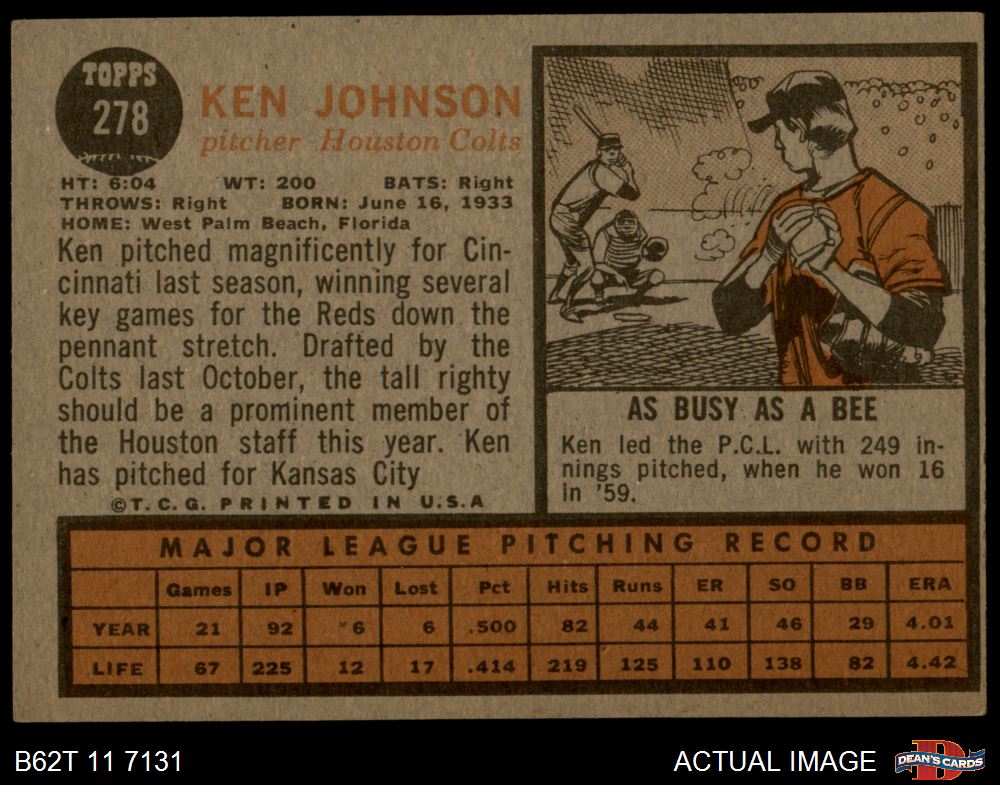 TOPPS
278
KEN JOHNSON
pitcher Houston Colts
HT: 6:04 WT: 200 BATS: Right
THROWS: Right BORN: June 16, 1933
HOME: West Palm Beach, Florida
Ken pitched magnificently for Cin-
cinnati last season, winning several
key games for the Reds down the
pennant stretch. Drafted by the
Colts last October, the tall righty
should be a prominent member of
the Houston staff this year. Ken
has pitched for Kansas City
©T.C.G. PRINTED IN U.S.A
AS BUSY AS A BEE
Ken led the P.C.L. with 249 in-
nings pitched, when he won 16
in '59.
MAJOR LEAGUE PITCHING RECORD
Games IP Won Lost Pct Hits Runs ER SO BB ERA
YEAR 21 92 6 6 .500 82 44 41 46 29 4.01
LIFE 67 225 12 17 .414 219 125 110 138 82 4.42
B62T 11 7131 ACTUAL IMAGE DEAN'S CARDS